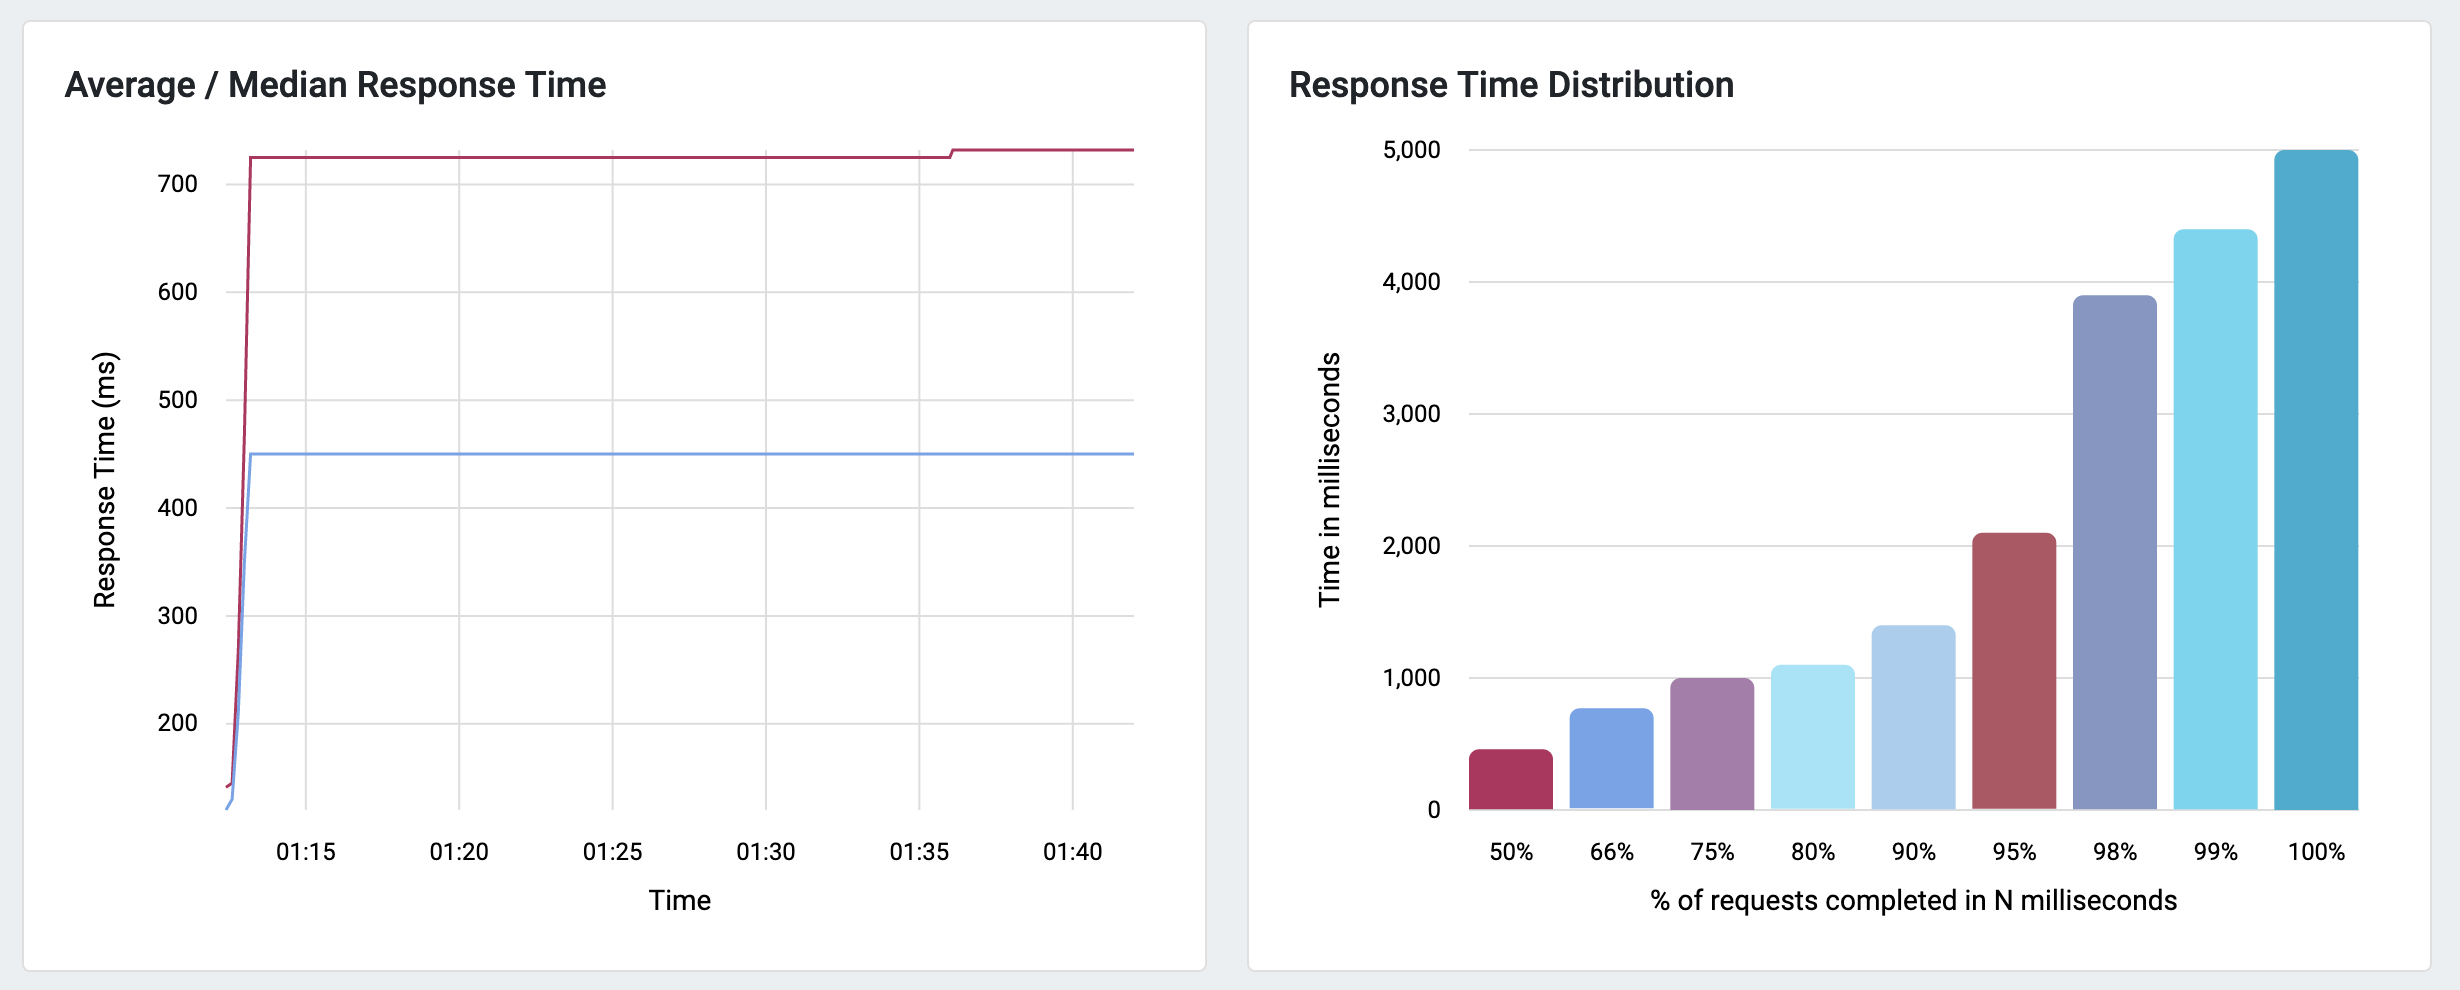 Average / Median Response Time
Response Time (ms)
700
600
500
400
300
200
01:15 01:20 01:25 01:30 01:35 01:40
Time
Response Time Distribution
Time in milliseconds
5,000
4,000
3,000
2,000
1,000
0
50% 66% 75% 80% 90% 95% 98% 99% 100%
% of requests completed in N milliseconds